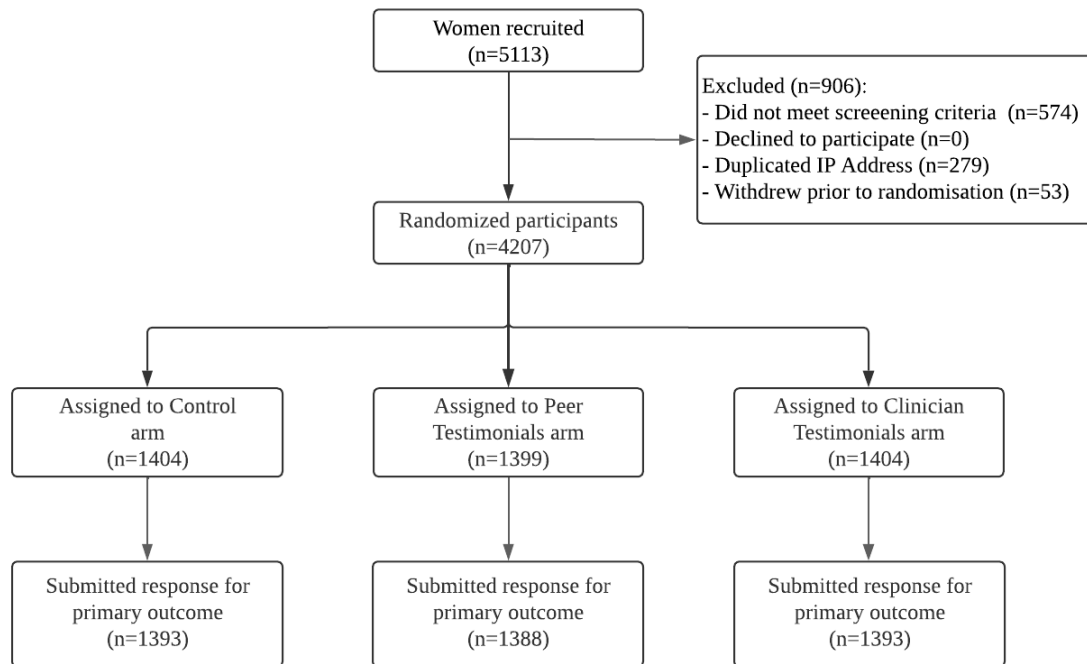 Women recruited
(n=5113)
Excluded (n=906):
- Did not meet screeening criteria  (n=574)
- Declined to participate (n=0)
- Duplicated IP Address (n=279)
- Withdrew prior to randomisation (n=53)
Randomized participants
(n=4207)
Assigned to Control
arm
(n=1404)
Assigned to Peer
Testimonials arm
(n=1399)
Assigned to Clinician
Testimonials arm
(n=1404)
Submitted response for
primary outcome
(n=1393)
Submitted response for
primary outcome
(n=1388)
Submitted response for
primary outcome
(n=1393)